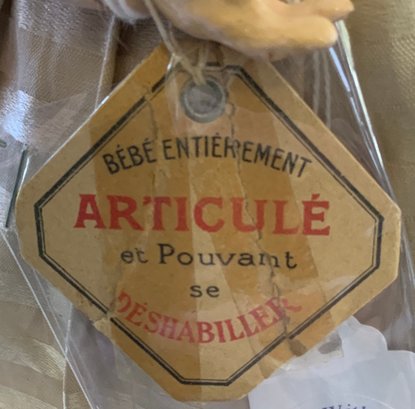 BÉBÉ ENTIÈREMENT
ARTICULÉ
et Pouvant
se
DÉSHABILLER